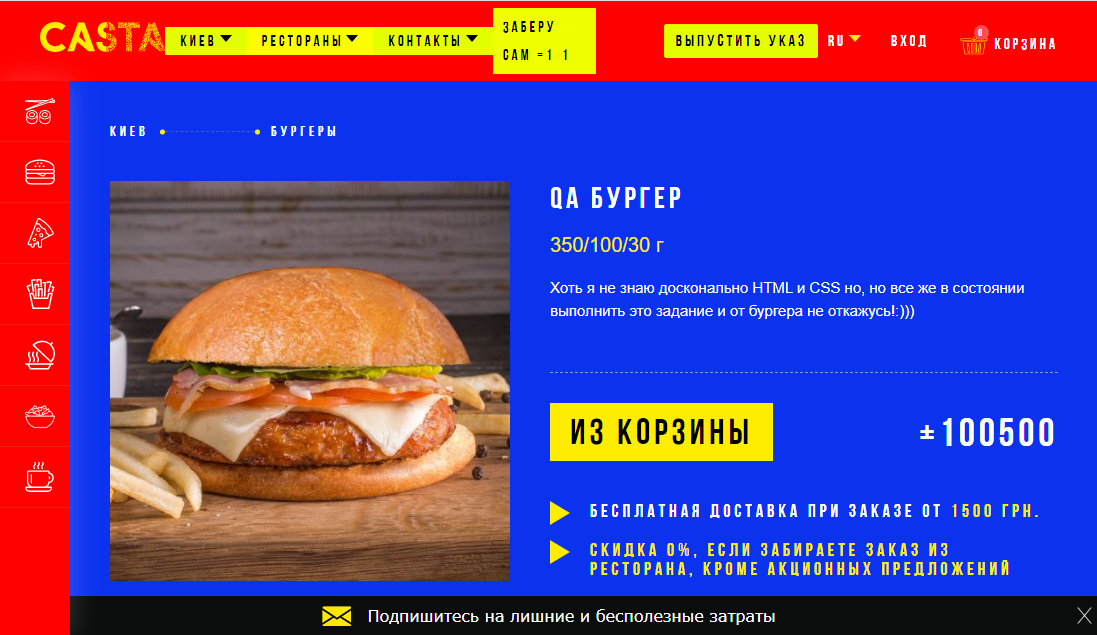 CASTA
КИЕВ
РЕСТОРАНЫ
КОНТАКТЫ
ЗАБЕРУ
САМ =1 1
ВЫПУСТИТЬ УКАЗ
RU
ВХОД
0
КОРЗИНА
КИЕВ
БУРГЕРЫ
QA БУРГЕР
350/100/30 г
Хоть я не знаю досконально HTML и CSS но, но все же в состоянии
выполнить это задание и от бургера не откажусь!:)))
ИЗ КОРЗИНЫ
±100500
БЕСПЛАТНАЯ ДОСТАВКА ПРИ ЗАКАЗЕ ОТ 1500 ГРН.
СКИДКА 0%, ЕСЛИ ЗАБИРАЕТЕ ЗАКАЗ ИЗ
РЕСТОРАНА, КРОМЕ АКЦИОННЫХ ПРЕДЛОЖЕНИЙ
Подпишитесь на лишние и бесполезные затраты